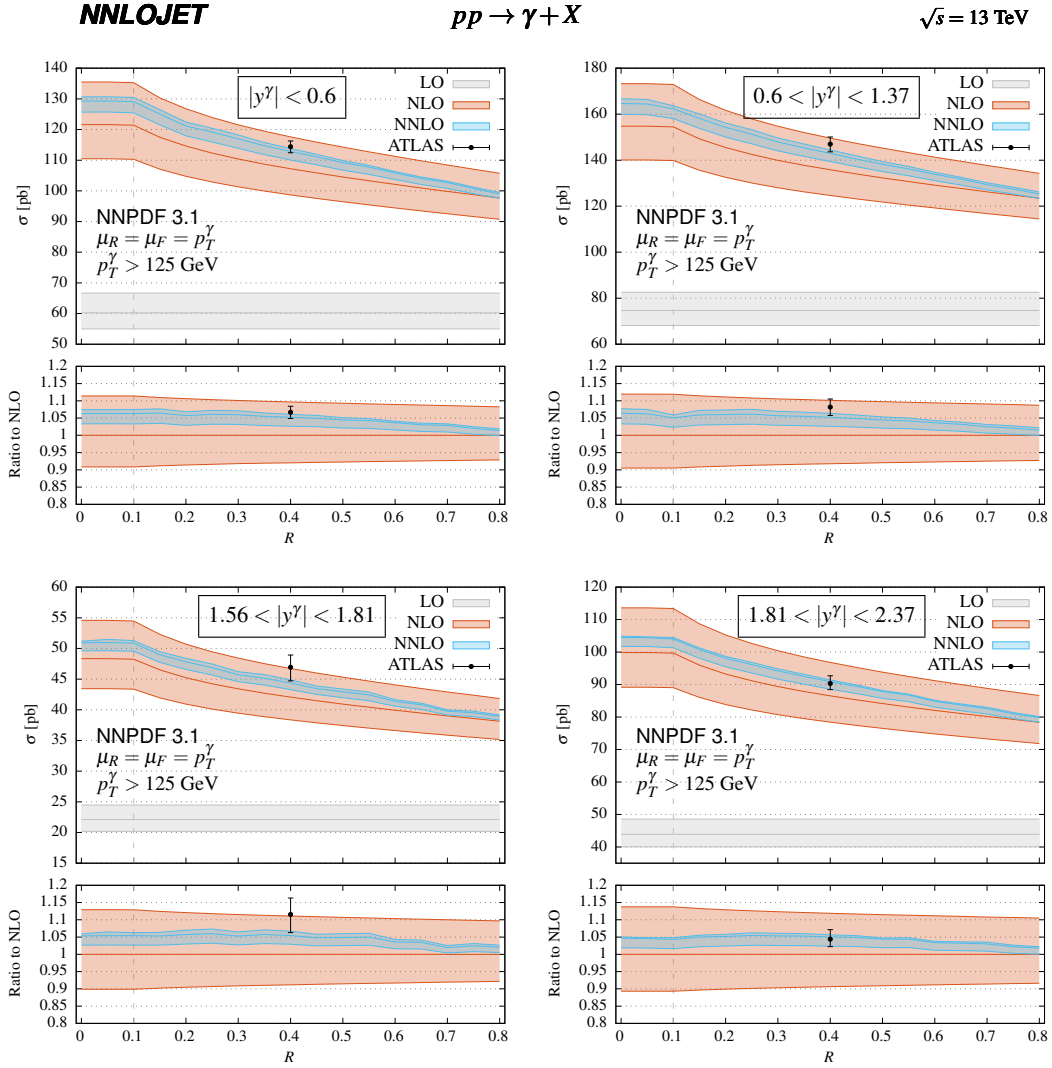 NNLOJET pp → γ + X √s = 13 TeV
140
130
120
110
100
90
80
70
60
50
σ [pb]
|y^γ| < 0.6
LO
NLO
NNLO
ATLAS
NNPDF 3.1
μ_R = μ_F = p_T^γ
p_T^γ > 125 GeV
1.2
1.15
1.1
1.05
1
0.95
0.9
0.85
0.8
Ratio to NLO
0 0.1 0.2 0.3 0.4 0.5 0.6 0.7 0.8
R
180
160
140
120
100
80
60
σ [pb]
0.6 < |y^γ| < 1.37
LO
NLO
NNLO
ATLAS
NNPDF 3.1
μ_R = μ_F = p_T^γ
p_T^γ > 125 GeV
1.2
1.15
1.1
1.05
1
0.95
0.9
0.85
0.8
Ratio to NLO
0 0.1 0.2 0.3 0.4 0.5 0.6 0.7 0.8
R
60
55
50
45
40
35
30
25
20
15
σ [pb]
1.56 < |y^γ| < 1.81
LO
NLO
NNLO
ATLAS
NNPDF 3.1
μ_R = μ_F = p_T^γ
p_T^γ > 125 GeV
1.2
1.15
1.1
1.05
1
0.95
0.9
0.85
0.8
Ratio to NLO
0 0.1 0.2 0.3 0.4 0.5 0.6 0.7 0.8
R
120
110
100
90
80
70
60
50
40
σ [pb]
1.81 < |y^γ| < 2.37
LO
NLO
NNLO
ATLAS
NNPDF 3.1
μ_R = μ_F = p_T^γ
p_T^γ > 125 GeV
1.2
1.15
1.1
1.05
1
0.95
0.9
0.85
0.8
Ratio to NLO
0 0.1 0.2 0.3 0.4 0.5 0.6 0.7 0.8
R